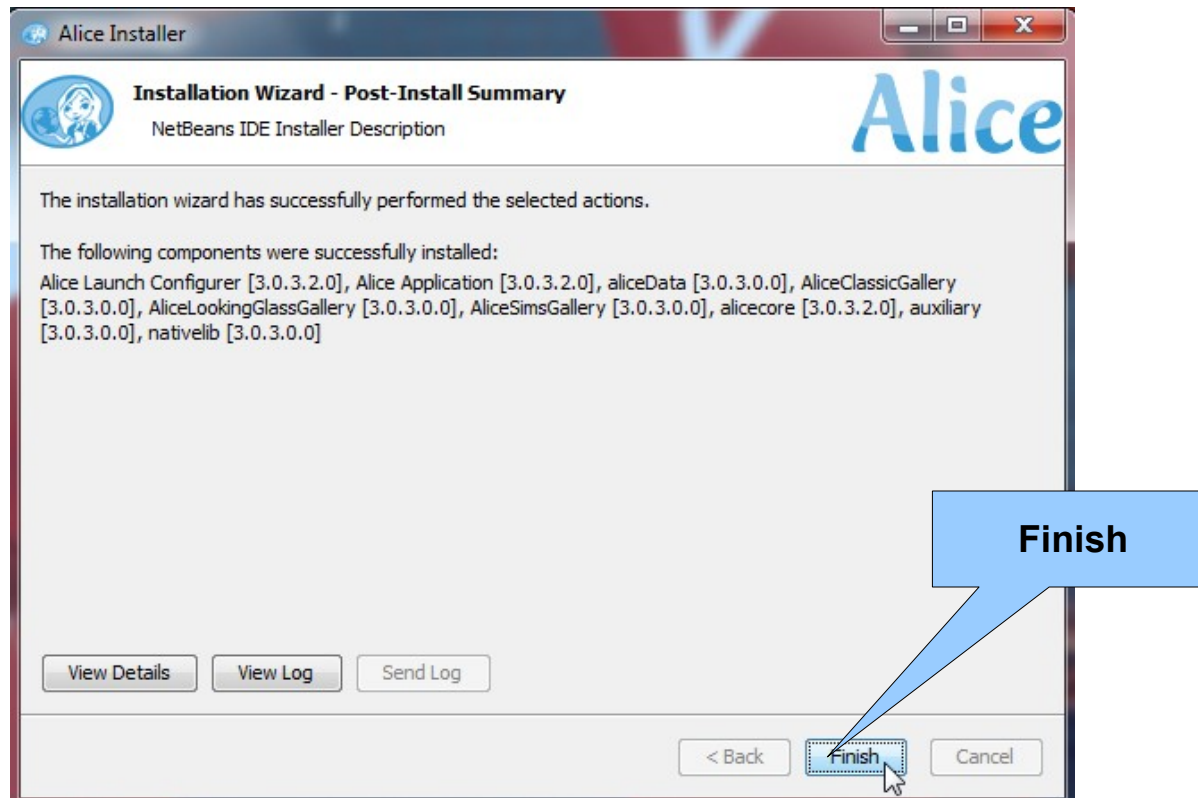 Alice Installer
Installation Wizard - Post-Install Summary
NetBeans IDE Installer Description
Alice
The installation wizard has successfully performed the selected actions.
The following components were successfully installed:
Alice Launch Configurer [3.0.3.2.0], Alice Application [3.0.3.2.0], aliceData [3.0.3.0.0], AliceClassicGallery
[3.0.3.0.0], AliceLookingGlassGallery [3.0.3.0.0], AliceSimsGallery [3.0.3.0.0], alicecore [3.0.3.2.0], auxiliary
[3.0.3.0.0], nativelib [3.0.3.0.0]
Finish
View Details View Log Send Log
< Back Finish Cancel